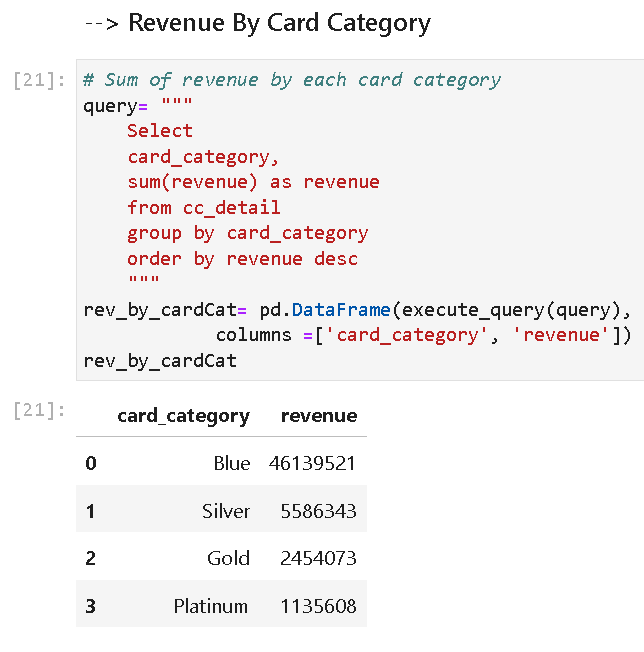 --> Revenue By Card Category
[21]:
# Sum of revenue by each card category
query= """
Select
card_category,
sum(revenue) as revenue
from cc_detail
group by card_category
order by revenue desc
"""
rev_by_cardCat= pd.DataFrame(execute_query(query),
columns =['card_category', 'revenue'])
rev_by_cardCat
[21]:
card_category revenue
0 Blue 46139521
1 Silver 5586343
2 Gold 2454073
3 Platinum 1135608